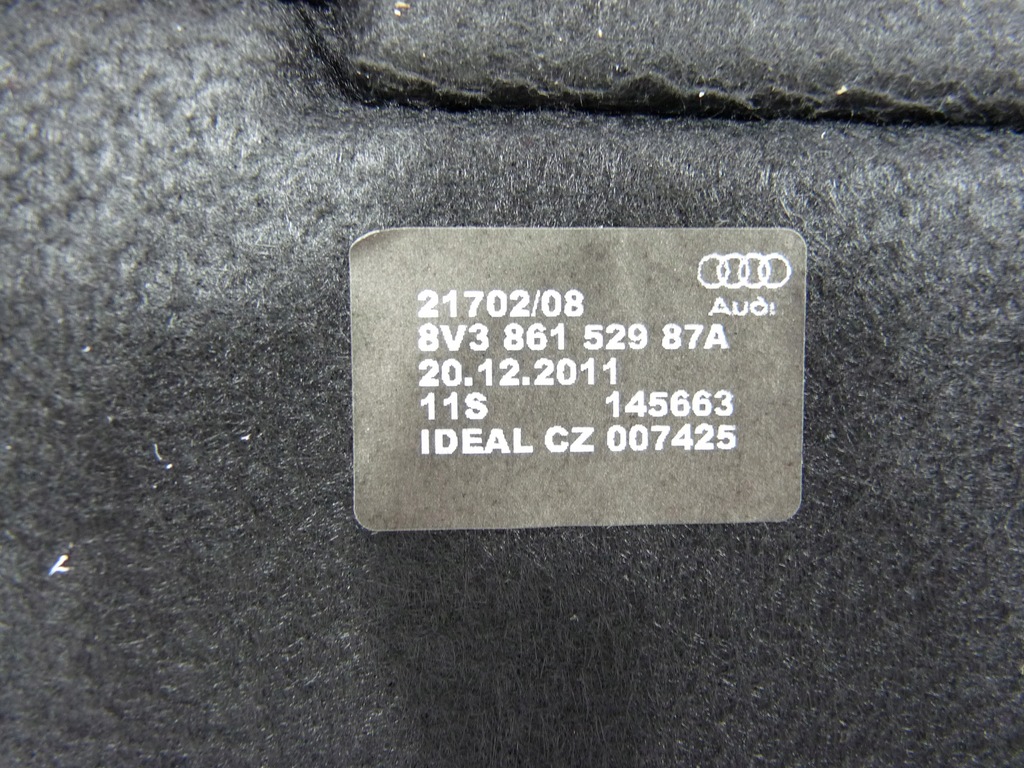 Audi
21702/08
8V3 861 529 87A
20.12.2011
11S 145663
IDEAL CZ 007425